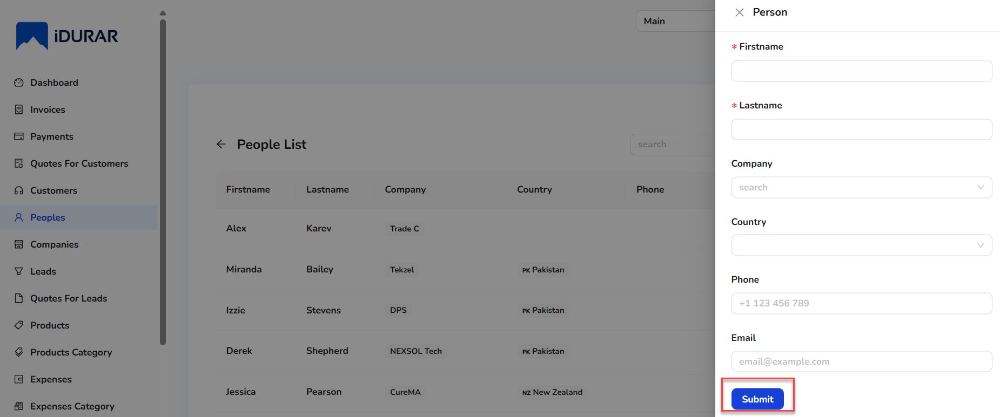 iDURAR
Dashboard
Invoices
Payments
Quotes For Customers
Customers
Peoples
Companies
Leads
Quotes For Leads
Products
Products Category
Expenses
Expenses Category
Main
People List
search
Firstname Lastname Company Country Phone
Alex Karev Trade C
Miranda Bailey Tekzel PK Pakistan
Izzie Stevens DPS PK Pakistan
Derek Shepherd NEXSOL Tech PK Pakistan
Jessica Pearson CureMA NZ New Zealand
Person
* Firstname
* Lastname
Company
search
Country
Phone
+1 123 456 789
Email
email@example.com
Submit